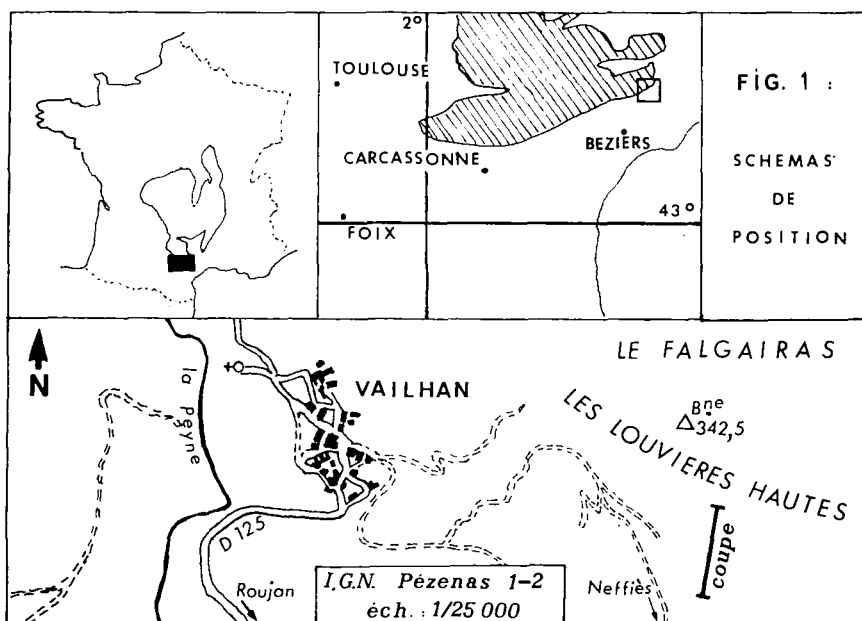 2°
TOULOUSE
CARCASSONNE
BEZIÈRS
FOIX
43°
FIG. 1 :
SCHEMAS
DE
POSITION
N
la Peyne
VAILHAN
LE FALGAIRAS
Bne
342,5
LES LOUVIERES HAUTES
D 125
coupe
Roujan
I.G.N. Pézenas 1-2
éch. : 1/25 000
Neffiès